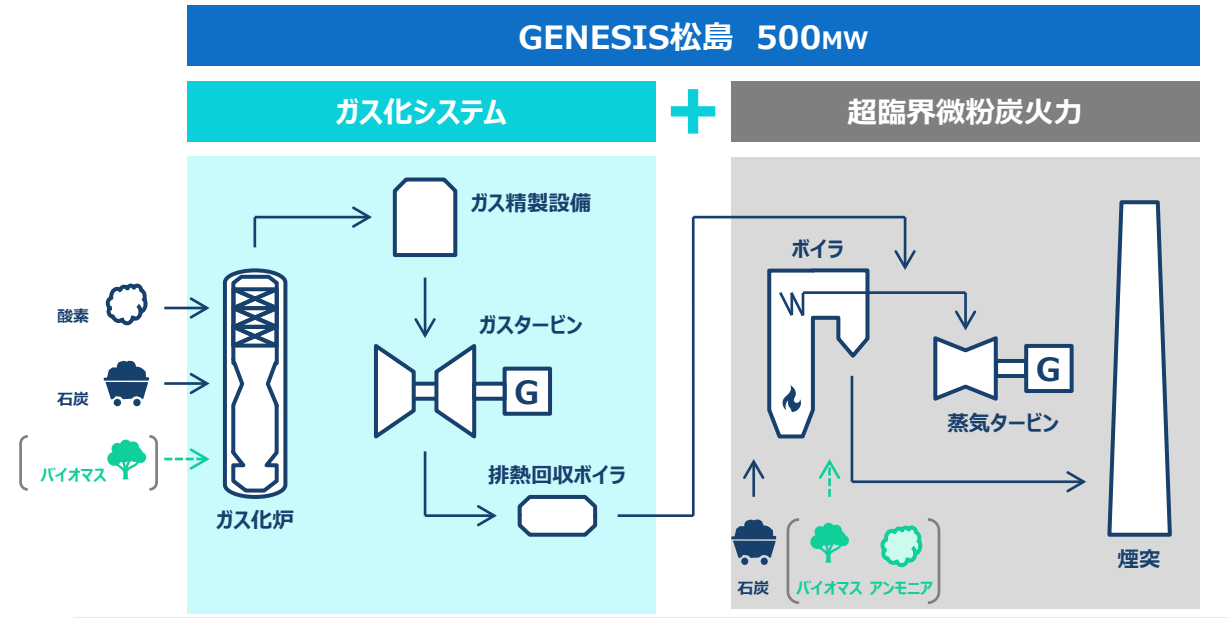 GENESIS松島 500MW
ガス化システム
超臨界微粉炭火力
ガス精製設備
ボイラ
酸素
ガスタービン
石炭
G
G
蒸気タービン
バイオマス
排熱回収ボイラ
ガス化炉
煙突
石炭
バイオマス
アンモニア